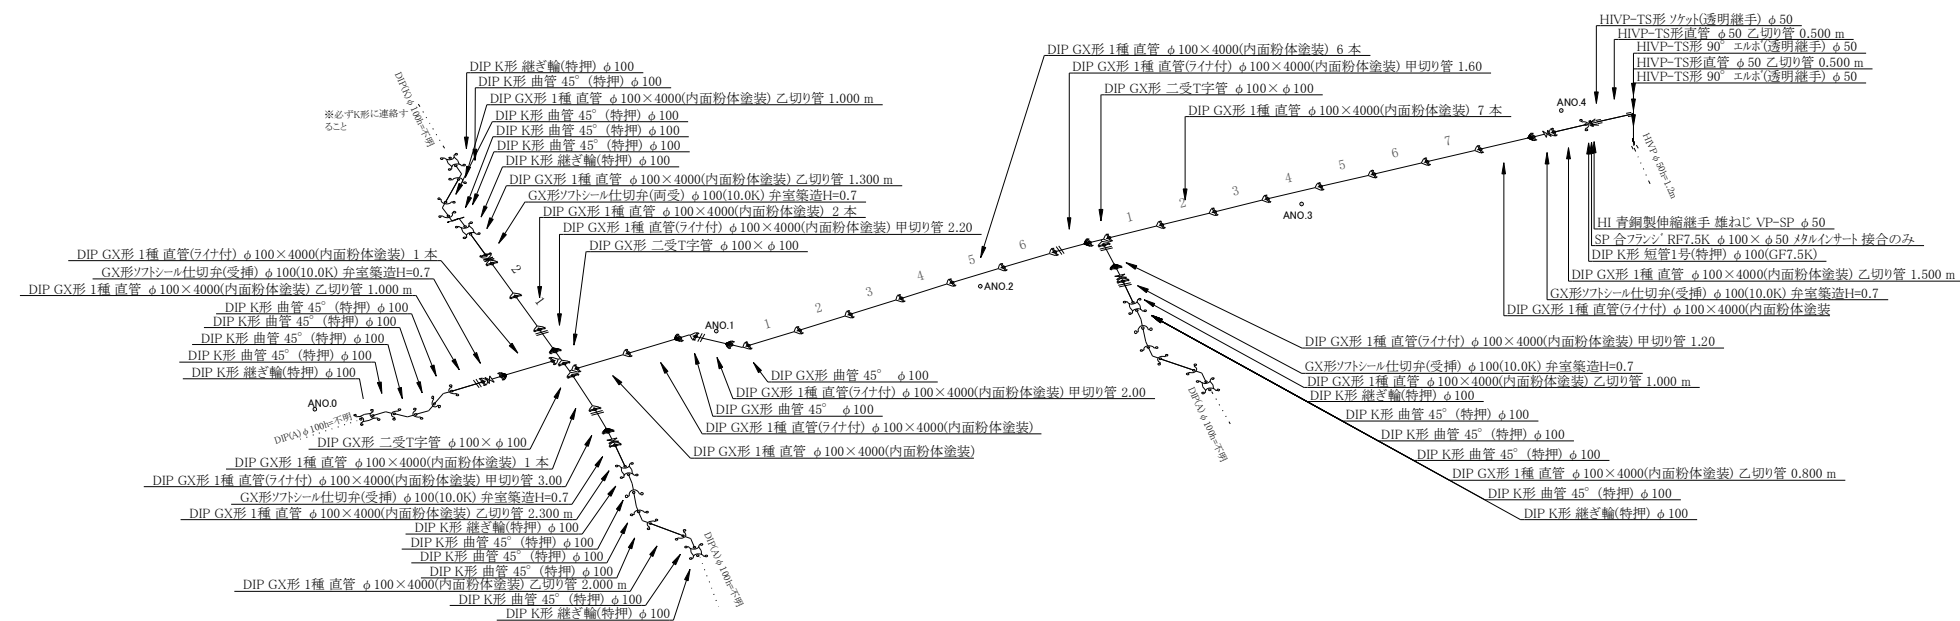 DIP K形 継ぎ輪(特押) φ100
DIP K形 曲管 45°(特押) φ100
DIP GX形 1種 直管 φ100×4000(内面粉体塗装) 乙切り管 1.000 m
DIP K形 曲管 45°(特押) φ100
DIP K形 曲管 45°(特押) φ100
DIP K形 曲管 45°(特押) φ100
DIP K形 継ぎ輪(特押) φ100
DIP GX形 1種 直管 φ100×4000(内面粉体塗装) 乙切り管 1.300 m
GX形ソフトシール仕切弁(両受) φ100(10.0K) 弁室築造H=0.7
DIP GX形 1種 直管 φ100×4000(内面粉体塗装) 2 本
DIP GX形 1種 直管(ライナ付) φ100×4000(内面粉体塗装) 甲切り管 2.20
DIP GX形 二受T字管 φ100×φ100
DIP(K) φ100h=不明
※必ずK形に連絡す
ること
DIP GX形 1種 直管(ライナ付) φ100×4000(内面粉体塗装) 1 本
GX形ソフトシール仕切弁(受挿) φ100(10.0K) 弁室築造H=0.7
DIP GX形 1種 直管 φ100×4000(内面粉体塗装) 乙切り管 1.000 m
DIP K形 曲管 45°(特押) φ100
DIP K形 曲管 45°(特押) φ100
DIP K形 曲管 45°(特押) φ100
DIP K形 曲管 45°(特押) φ100
DIP K形 継ぎ輪(特押) φ100
ANO.0
DIP(A) φ100h=不明
DIP GX形 二受T字管 φ100×φ100
DIP GX形 1種 直管 φ100×4000(内面粉体塗装) 1 本
DIP GX形 1種 直管(ライナ付) φ100×4000(内面粉体塗装) 甲切り管 3.00
GX形ソフトシール仕切弁(受挿) φ100(10.0K) 弁室築造H=0.7
DIP GX形 1種 直管 φ100×4000(内面粉体塗装) 乙切り管 2.300 m
DIP K形 継ぎ輪(特押) φ100
DIP K形 曲管 45°(特押) φ100
DIP K形 曲管 45°(特押) φ100
DIP K形 曲管 45°(特押) φ100
DIP GX形 1種 直管 φ100×4000(内面粉体塗装) 乙切り管 2.000 m
DIP K形 曲管 45°(特押) φ100
DIP K形 継ぎ輪(特押) φ100
DIP(A) φ100h=不明
2
1
ANO.1
1
2
3
4
5
6
ANO.2
DIP GX形 曲管 45° φ100
DIP GX形 1種 直管(ライナ付) φ100×4000(内面粉体塗装) 甲切り管 2.00
DIP GX形 曲管 45° φ100
DIP GX形 1種 直管(ライナ付) φ100×4000(内面粉体塗装)
DIP GX形 1種 直管 φ100×4000(内面粉体塗装)
DIP GX形 1種 直管 φ100×4000(内面粉体塗装) 6 本
DIP GX形 1種 直管(ライナ付) φ100×4000(内面粉体塗装) 甲切り管 1.60
DIP GX形 二受T字管 φ100×φ100
DIP GX形 1種 直管 φ100×4000(内面粉体塗装) 7 本
1
2
3
4
5
6
7
ANO.3
ANO.4
HIVP-TS形 ソケット(透明継手) φ50
HIVP-TS形直管 φ50 乙切り管 0.500 m
HIVP-TS形 90° エルボ(透明継手) φ50
HIVP-TS形直管 φ50 乙切り管 0.500 m
HIVP-TS形 90° エルボ(透明継手) φ50
HIVP φ50h=1.2m
HI 青銅製伸縮継手 雄ねじ VP-SP φ50
SP 合フランジ RF7.5K φ100×φ50 メタルインサート 接合のみ
DIP K形 短管1号(特押) φ100(GF7.5K)
DIP GX形 1種 直管 φ100×4000(内面粉体塗装) 乙切り管 1.500 m
GX形ソフトシール仕切弁(受挿) φ100(10.0K) 弁室築造H=0.7
DIP GX形 1種 直管(ライナ付) φ100×4000(内面粉体塗装
DIP GX形 1種 直管(ライナ付) φ100×4000(内面粉体塗装) 甲切り管 1.20
GX形ソフトシール仕切弁(受挿) φ100(10.0K) 弁室築造H=0.7
DIP GX形 1種 直管 φ100×4000(内面粉体塗装) 乙切り管 1.000 m
DIP K形 継ぎ輪(特押) φ100
DIP K形 曲管 45°(特押) φ100
DIP K形 曲管 45°(特押) φ100
DIP K形 曲管 45°(特押) φ100
DIP GX形 1種 直管 φ100×4000(内面粉体塗装) 乙切り管 0.800 m
DIP K形 曲管 45°(特押) φ100
DIP K形 継ぎ輪(特押) φ100
DIP(A) φ100h=不明